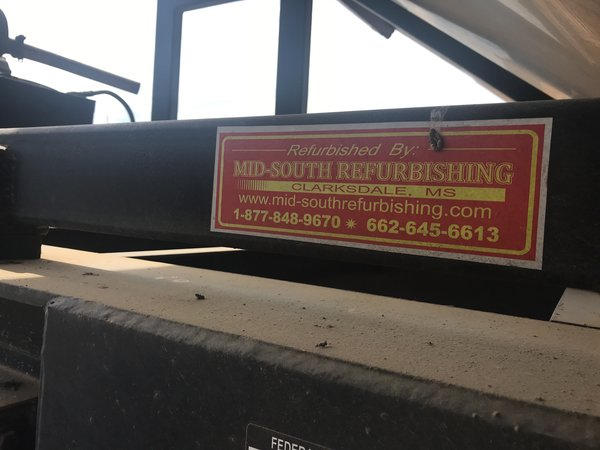 Refurbished By:
MID-SOUTH REFURBISHING
CLARKSDALE, MS
www.mid-southrefurbishing.com
1-877-848-9670 ✷ 662-645-6613